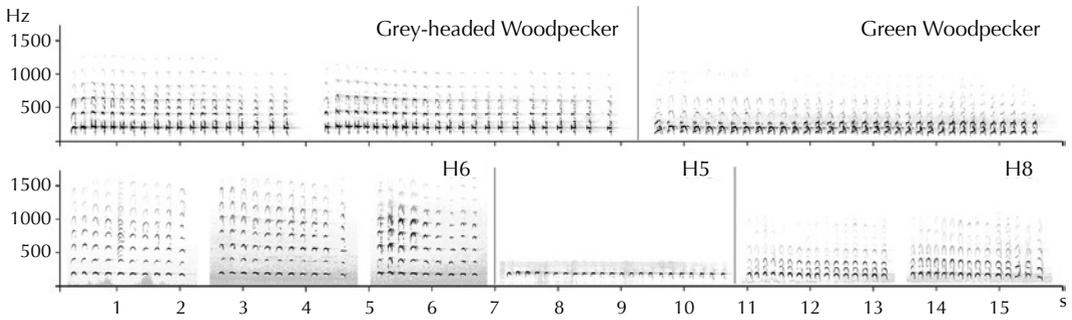 Hz
Grey-headed Woodpecker
Green Woodpecker
1500
1000
500
H6
H5
H8
1500
1000
500
1 2 3 4 5 6 7 8 9 10 11 12 13 14 15 s